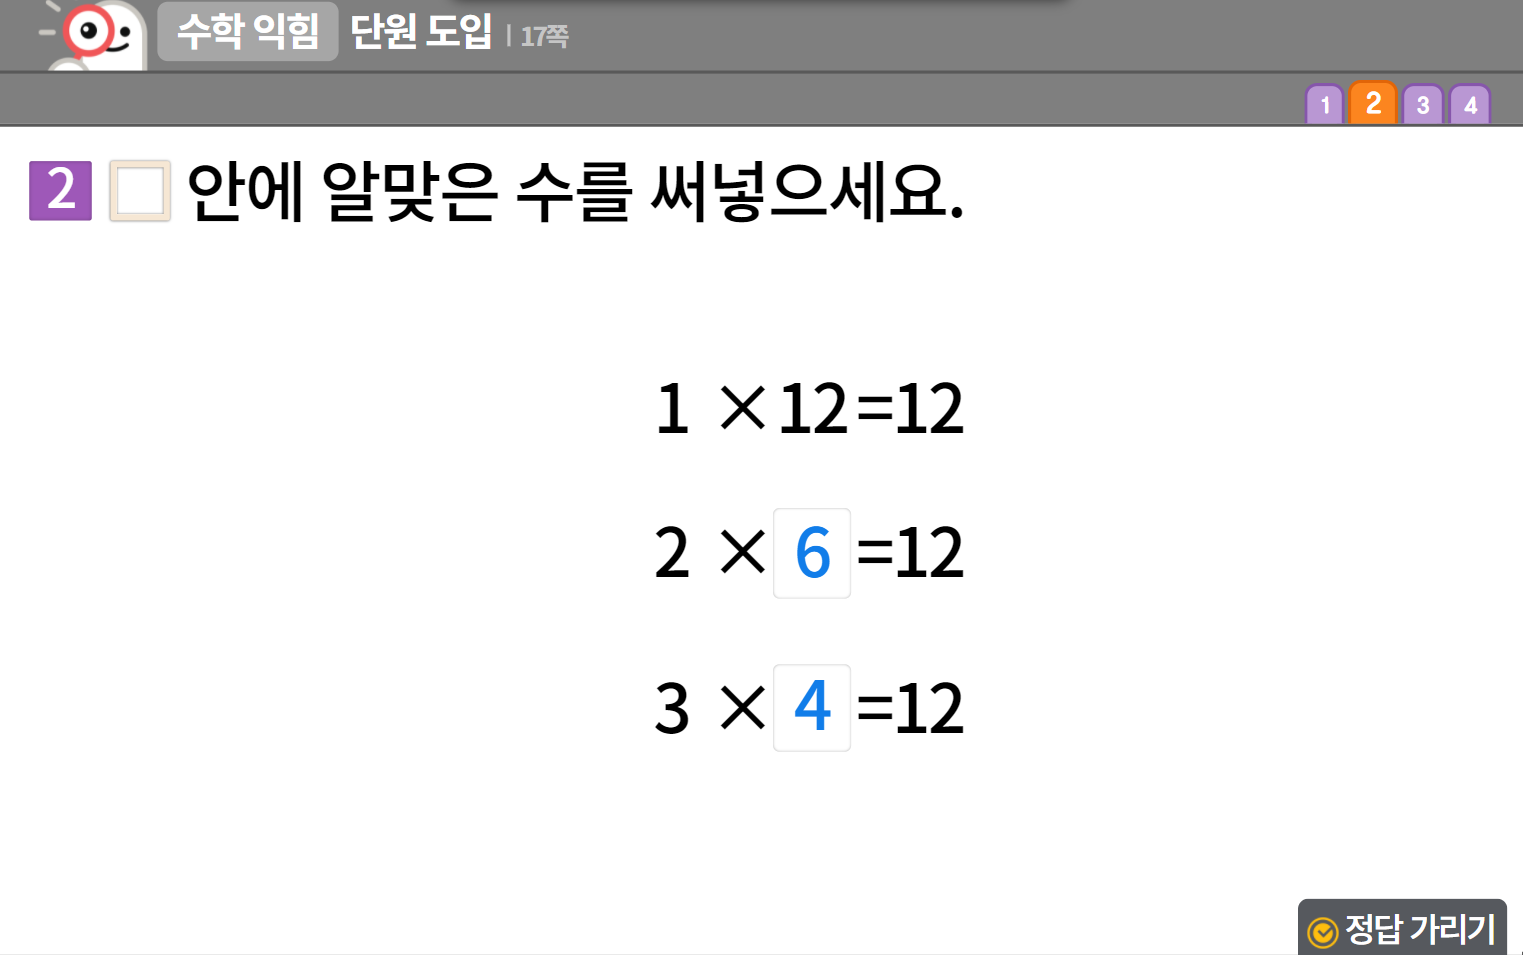 수학 익힘 단원 도입 | 17쪽
1 2 3 4
2 □ 안에 알맞은 수를 써넣으세요.
1 ×12=12
2 ×6=12
3 ×4=12
정답 가리기